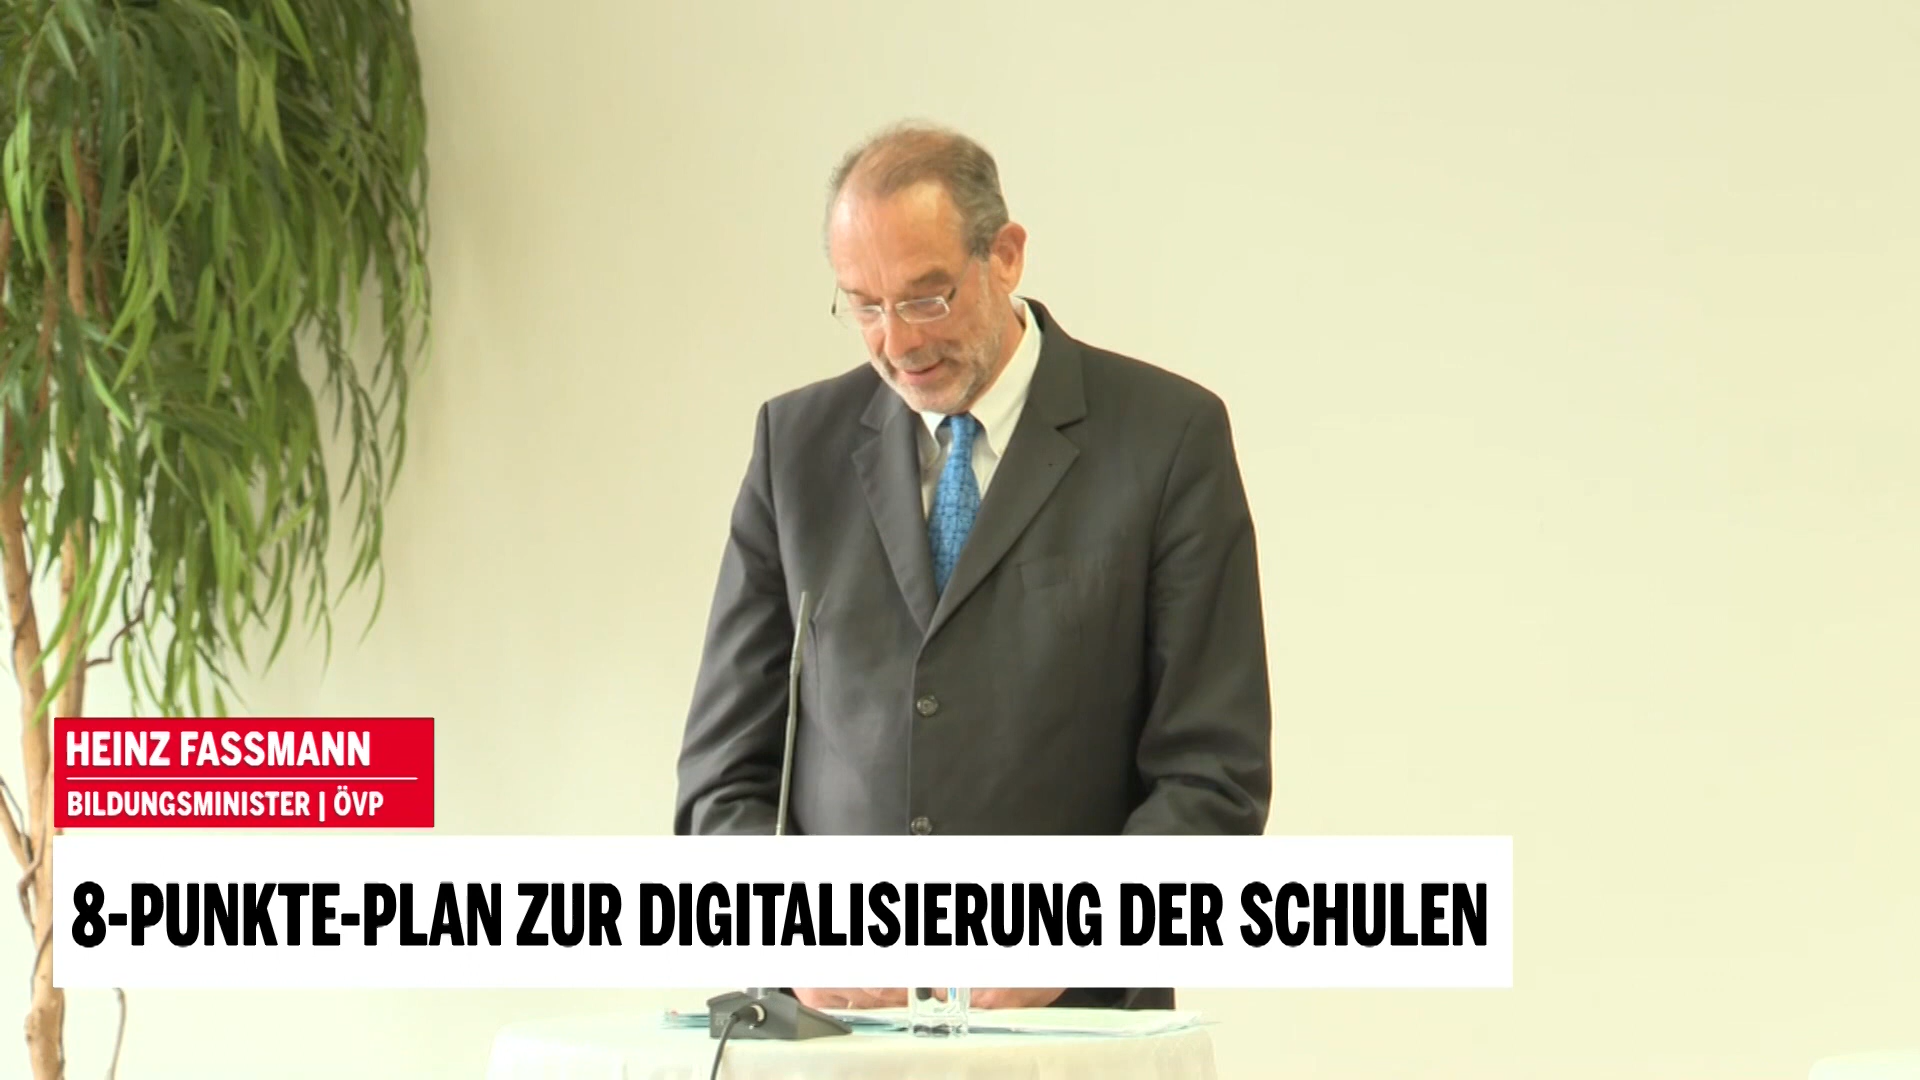 HEINZ FASSMANN
BILDUNGSMINISTER | ÖVP
8-PUNKTE-PLAN ZUR DIGITALISIERUNG DER SCHULEN